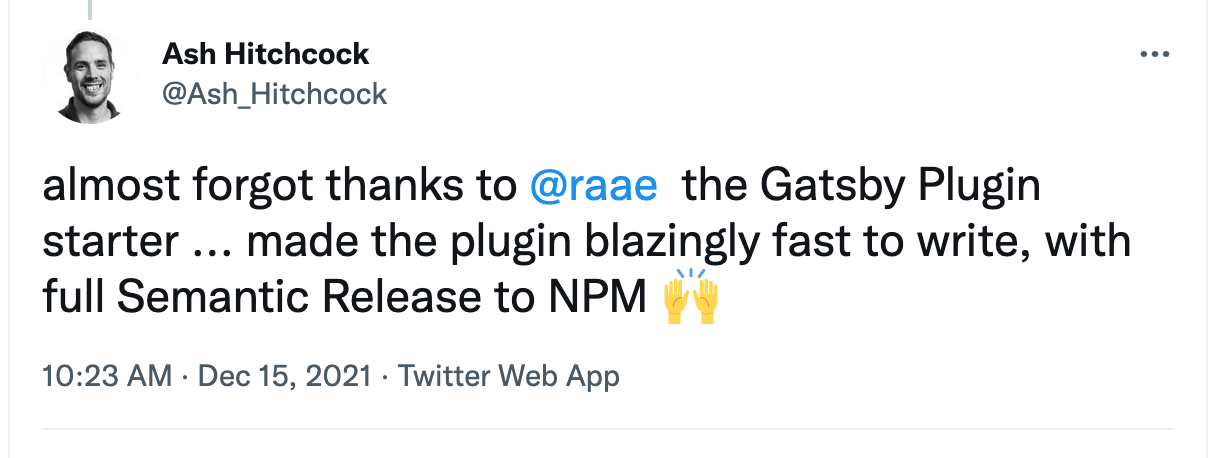 Ash Hitchcock
@Ash_Hitchcock
almost forgot thanks to @raae  the Gatsby Plugin
starter ... made the plugin blazingly fast to write, with
full Semantic Release to NPM 🙌
10:23 AM · Dec 15, 2021 · Twitter Web App